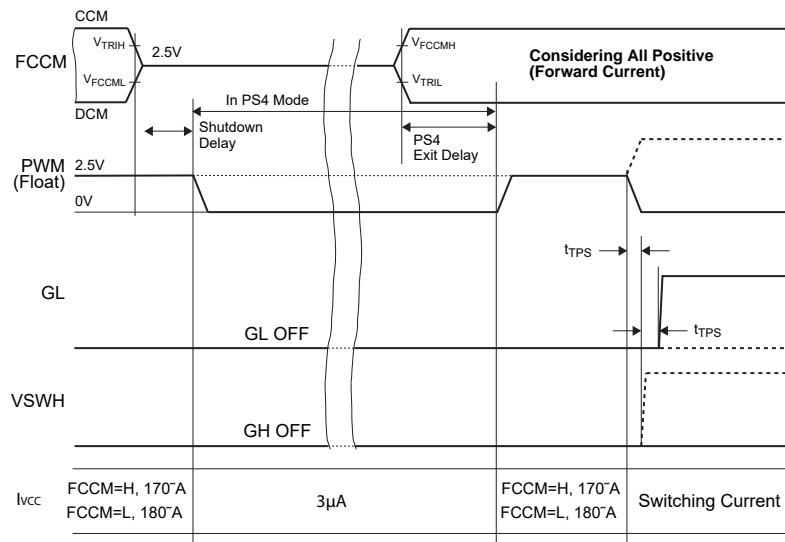 CCM
FCCM
VTRIH
2.5V
VFCCML
DCM
VFCCMH
VTRIL
Considering All Positive
(Forward Current)
In PS4 Mode
Shutdown
Delay
PS4
Exit Delay
PWM
(Float)
2.5V
0V
tTPS
GL
GL OFF
tTPS
VSWH
GH OFF
IVCC
FCCM=H, 170˜A
FCCM=L, 180˜A
3µA
FCCM=H, 170˜A
FCCM=L, 180˜A
Switching Current